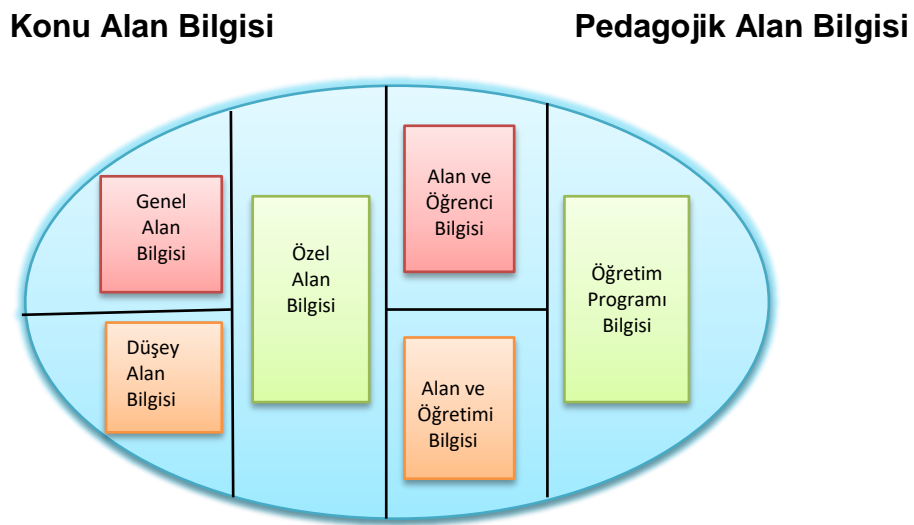 Konu Alan Bilgisi
Pedagojik Alan Bilgisi
Genel
Alan
Bilgisi
Düşey
Alan
Bilgisi
Özel
Alan
Bilgisi
Alan ve
Öğrenci
Bilgisi
Alan ve
Öğretimi
Bilgisi
Öğretim
Programı
Bilgisi